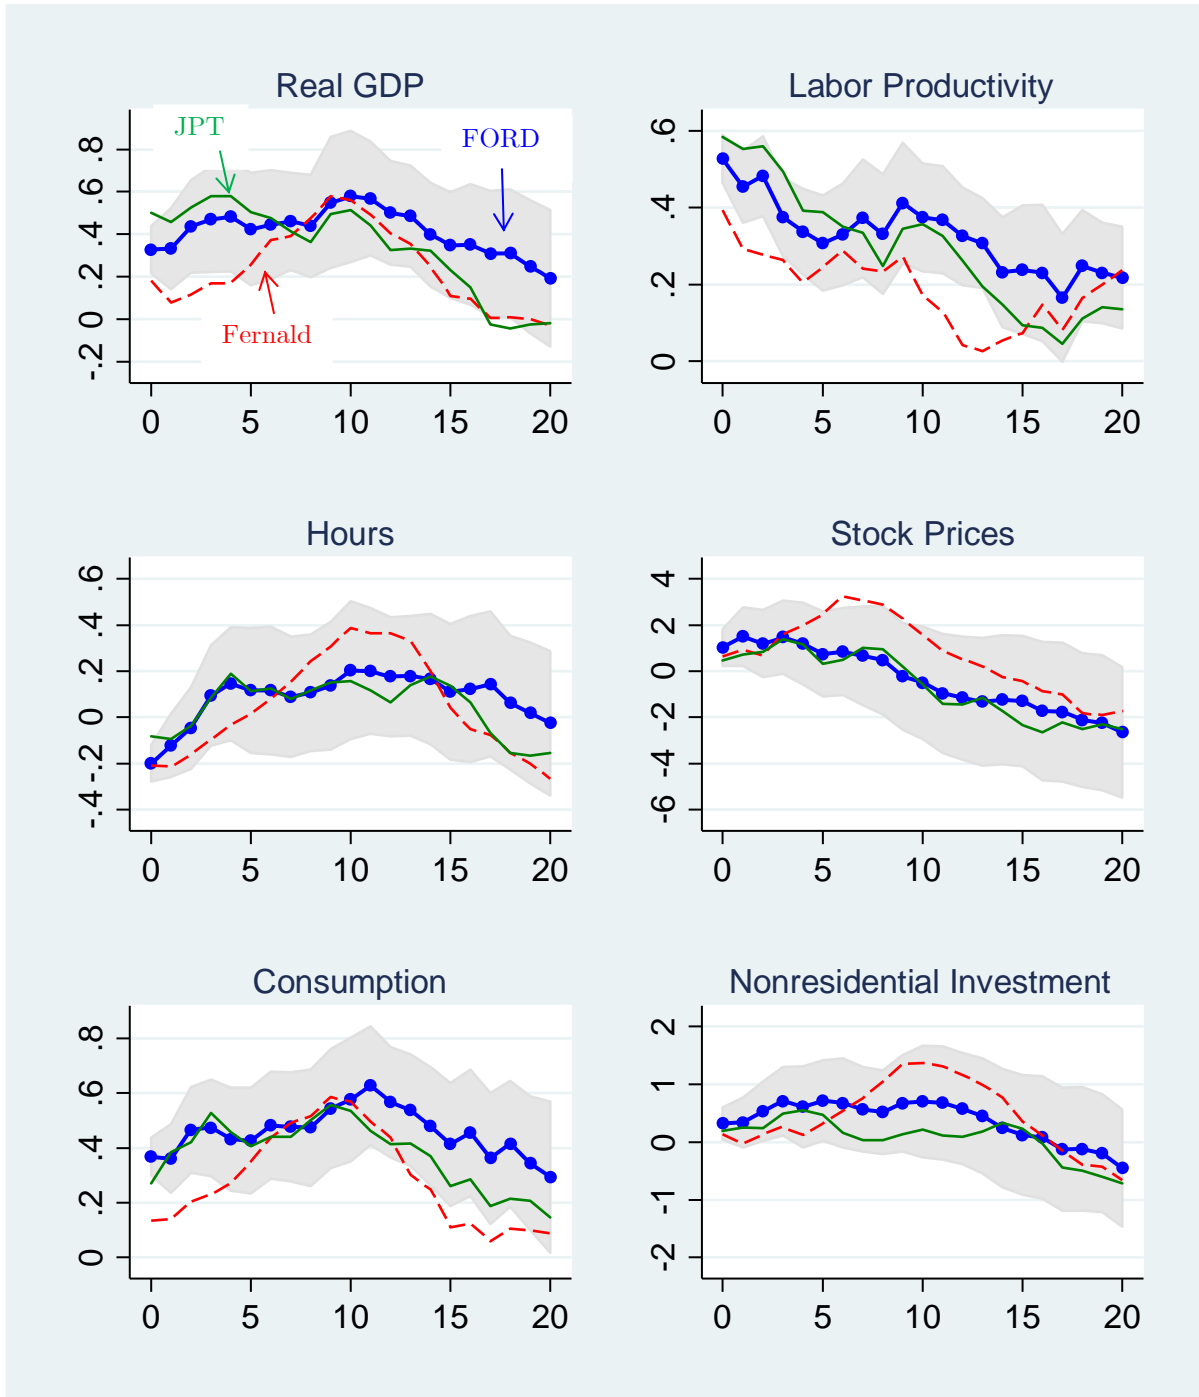 Real GDP
Labor Productivity
JPT
FORD
Fernald
.8
.6
.4
.2
0
-.2
0 5 10 15 20
.6
.4
.2
0
0 5 10 15 20
Hours
Stock Prices
.6
.4
.2
0
-.2
-.4
0 5 10 15 20
4
2
0
-2
-4
-6
0 5 10 15 20
Consumption
Nonresidential Investment
.8
.6
.4
.2
0
0 5 10 15 20
2
1
0
-1
-2
0 5 10 15 20